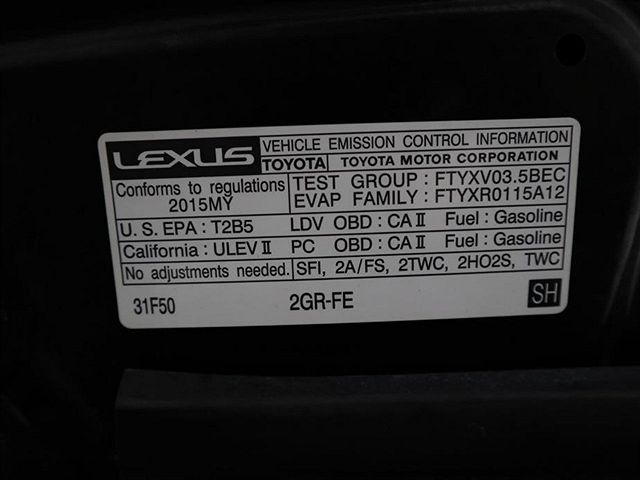 LEXUS VEHICLE EMISSION CONTROL INFORMATION
TOYOTA TOYOTA MOTOR CORPORATION
Conforms to regulations 2015MY
TEST GROUP : FTYXV03.5BEC
EVAP FAMILY : FTYXR0115A12
U. S. EPA : T2B5 LDV OBD : CA II Fuel : Gasoline
California : ULEV II PC OBD : CA II Fuel : Gasoline
No adjustments needed. SFI, 2A/FS, 2TWC, 2HO2S, TWC
31F50 2GR-FE SH